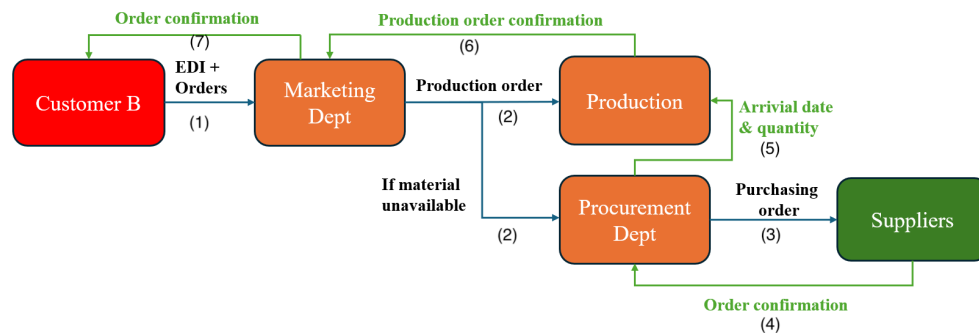 Order confirmation
(7)
Production order confirmation
(6)
Customer B
EDI +
Orders
(1)
Marketing
Dept
Production order
(2)
Production
Arrivial date
& quantity
(5)
If material
unavailable
(2)
Procurement
Dept
Purchasing
order
(3)
Suppliers
Order confirmation
(4)